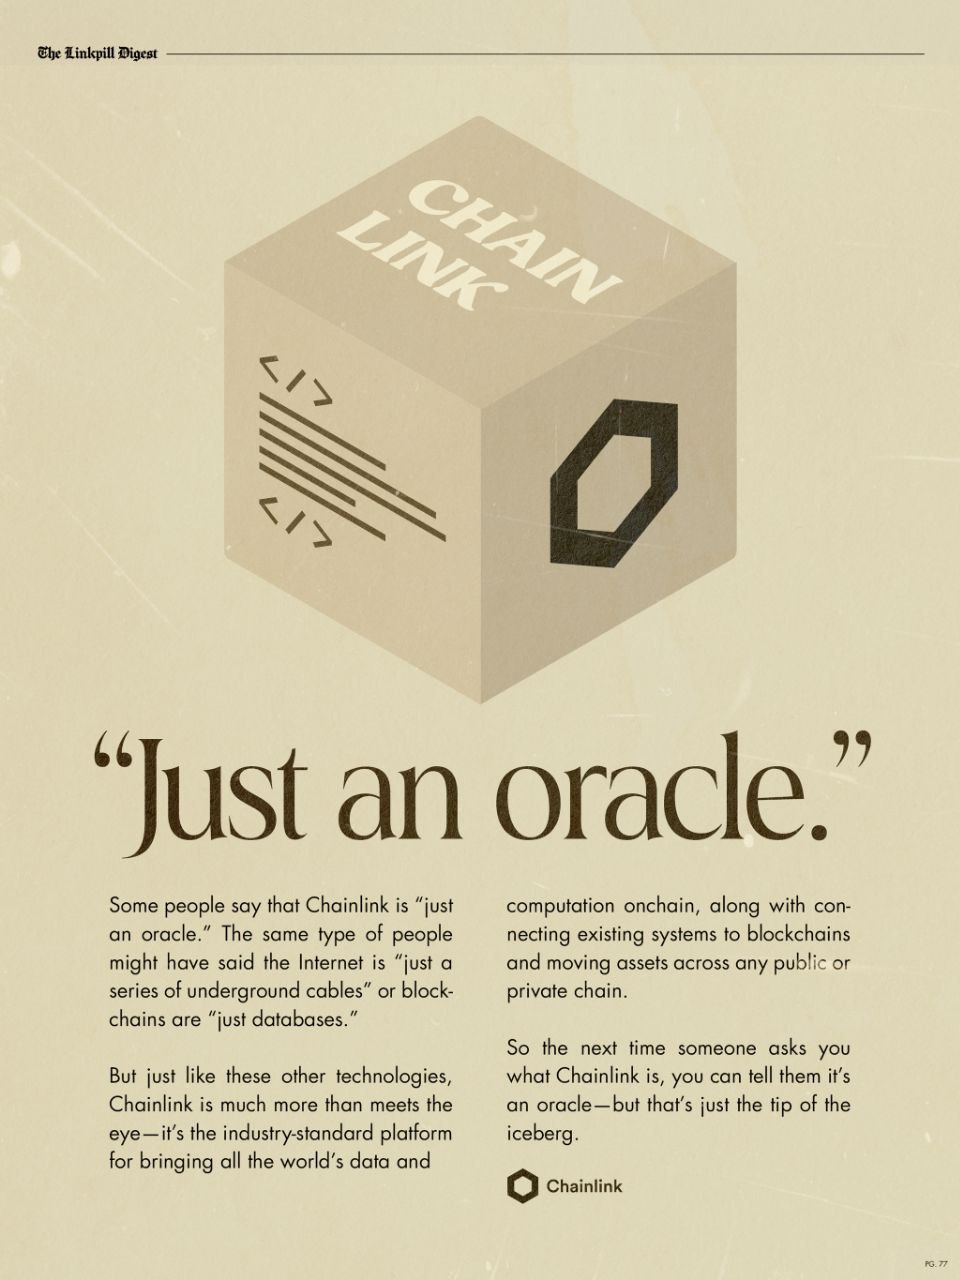 The Linkpill Digest
CHAIN
LINK
</>
</>
“Just an oracle.”
Some people say that Chainlink is “just
an oracle.” The same type of people
might have said the Internet is “just a
series of underground cables” or block-
chains are “just databases.”
But just like these other technologies,
Chainlink is much more than meets the
eye—it’s the industry-standard platform
for bringing all the world’s data and
computation onchain, along with con-
necting existing systems to blockchains
and moving assets across any public or
private chain.
So the next time someone asks you
what Chainlink is, you can tell them it’s
an oracle—but that’s just the tip of the
iceberg.
Chainlink
PG. 77